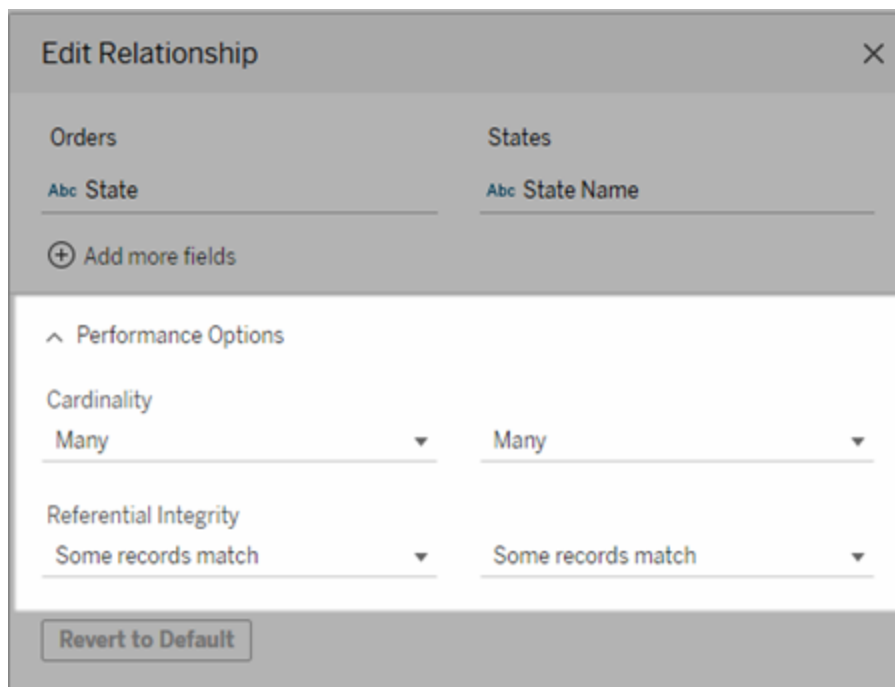 Edit Relationship
Orders States
Abc State Abc State Name
Add more fields
Performance Options
Cardinality
Many Many
Referential Integrity
Some records match Some records match
Revert to Default